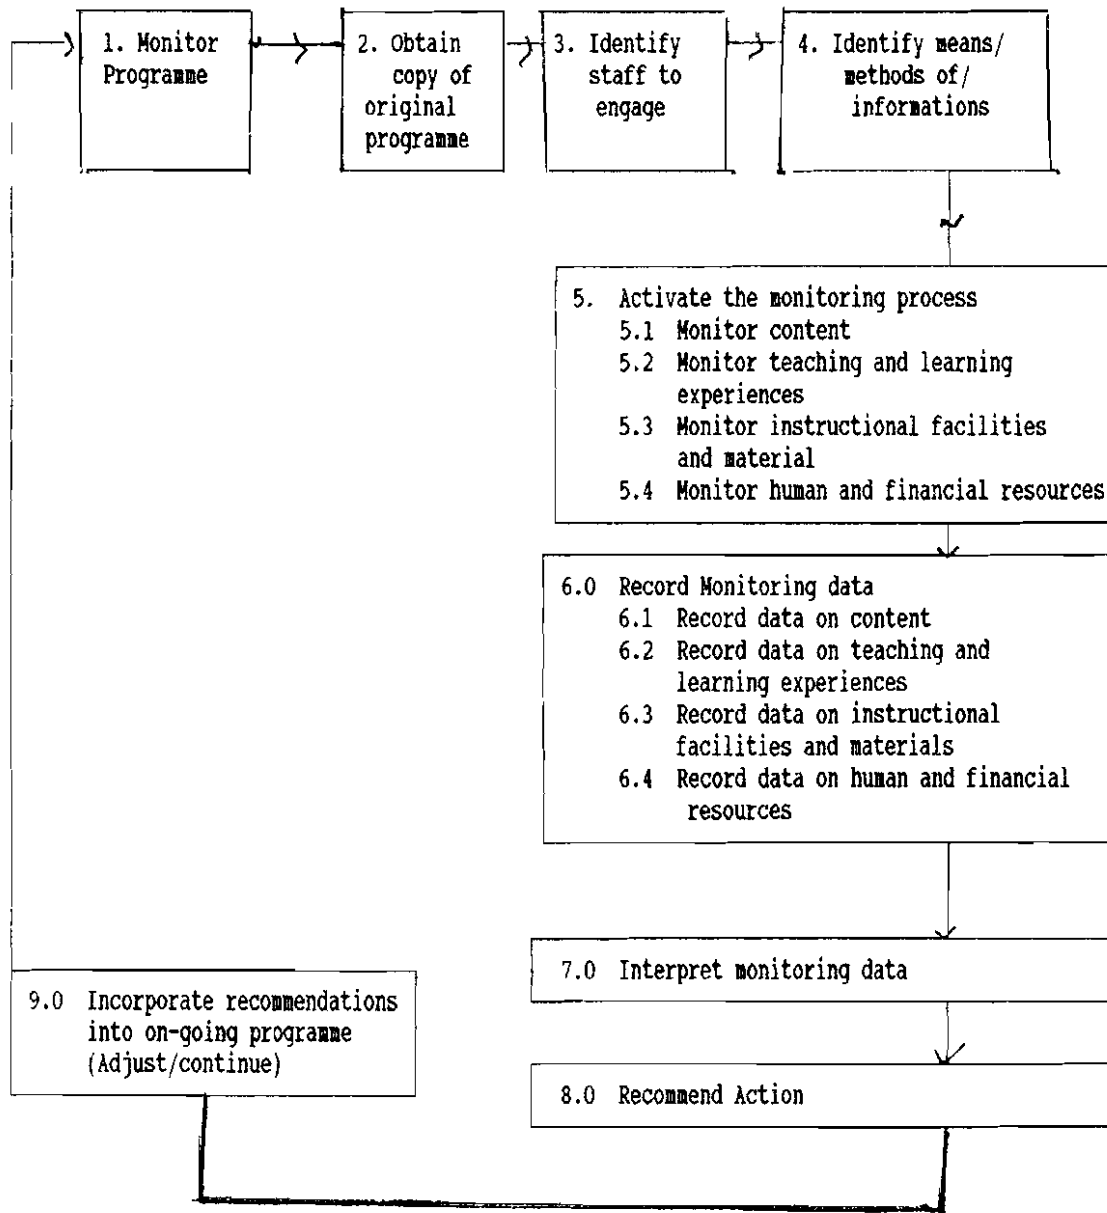 1. Monitor
Programme
2. Obtain
copy of
original
programme
3. Identify
staff to
engage
4. Identify means/
methods of/
informations
5. Activate the monitoring process
5.1 Monitor content
5.2 Monitor teaching and learning
experiences
5.3 Monitor instructional facilities
and material
5.4 Monitor human and financial resources
6.0 Record Monitoring data
6.1 Record data on content
6.2 Record data on teaching and
learning experiences
6.3 Record data on instructional
facilities and materials
6.4 Record data on human and financial
resources
7.0 Interpret monitoring data
8.0 Recommend Action
9.0 Incorporate recommendations
into on-going programme
(Adjust/continue)